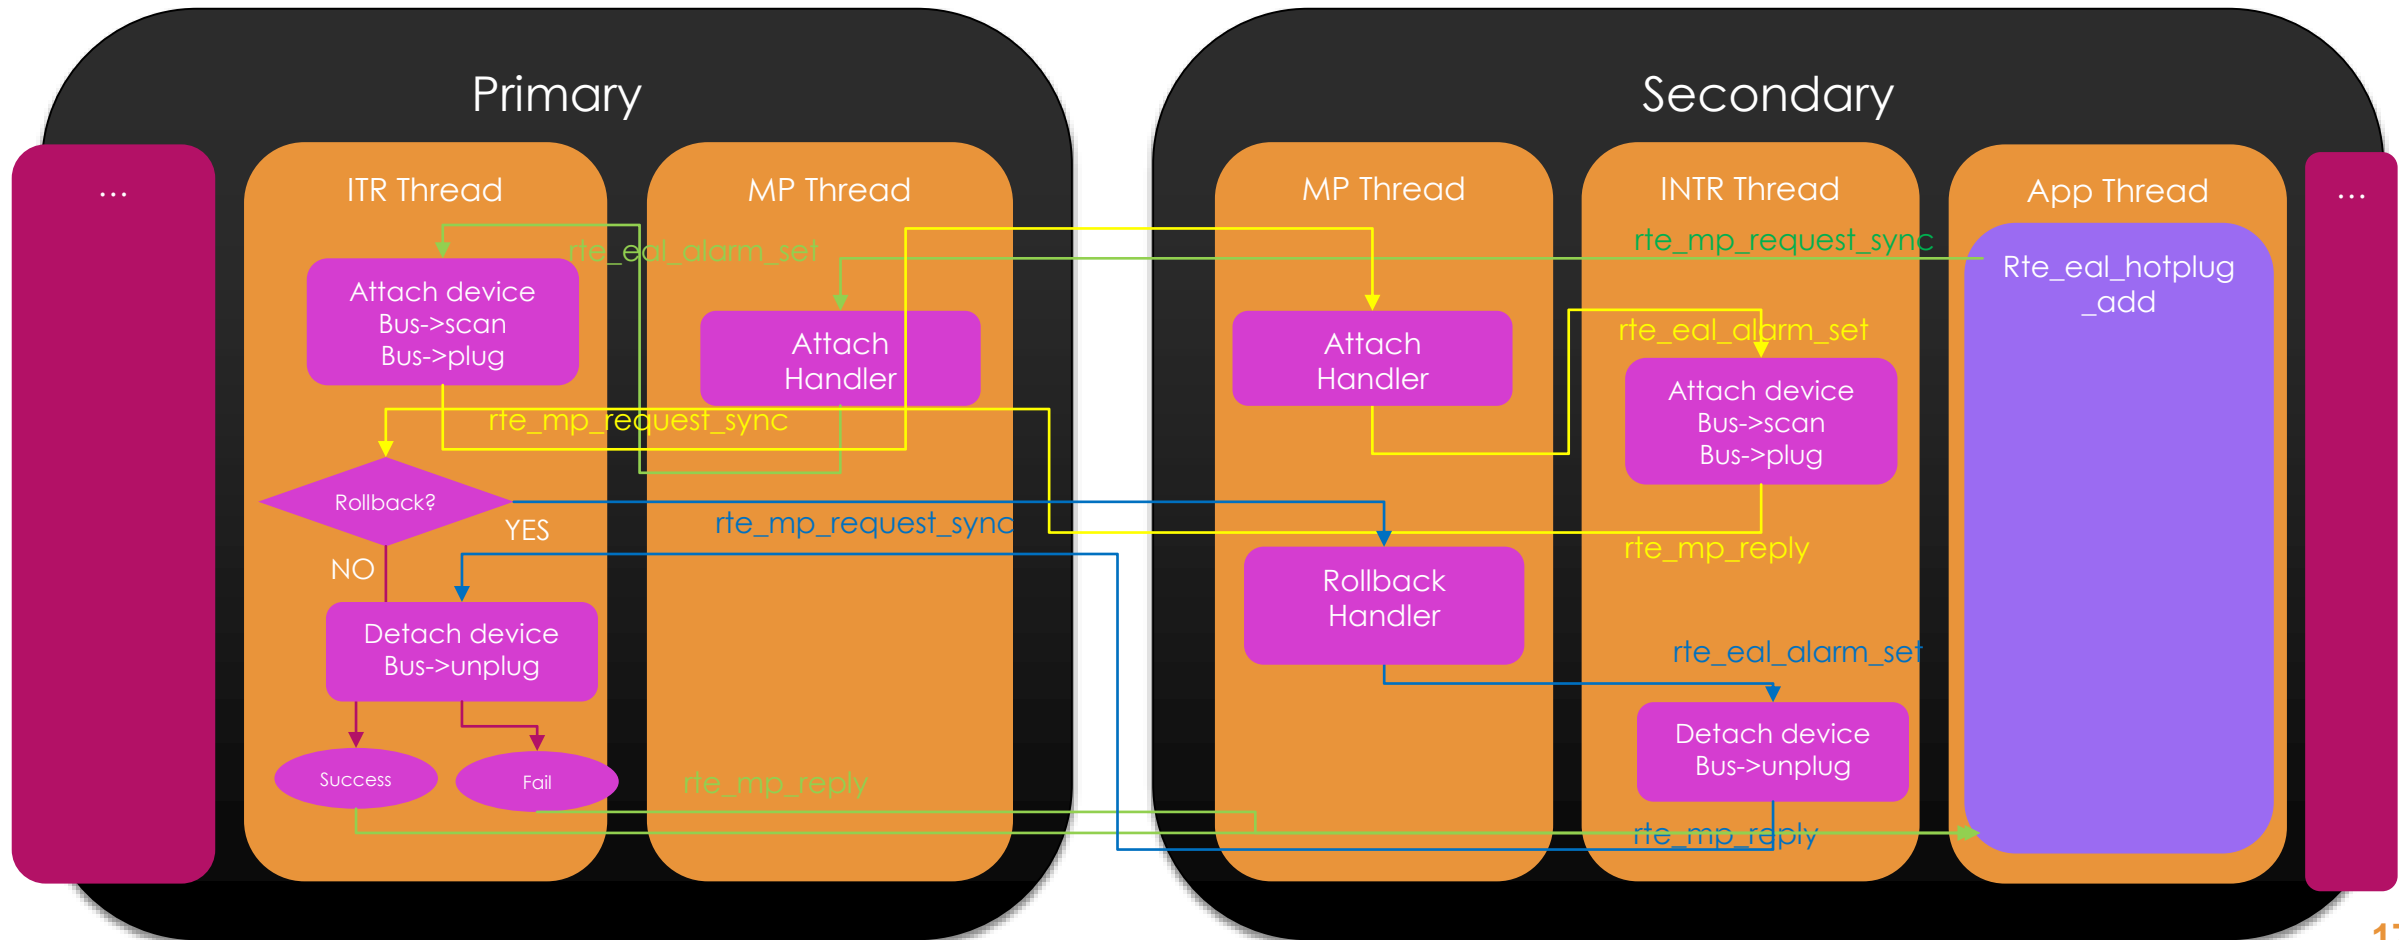 Primary
Secondary
...
ITR Thread
MP Thread
MP Thread
INTR Thread
App Thread
...
rte_eal_alarm_set
rte_mp_request_sync
Rte_eal_hotplug
_add
Attach device
Bus->scan
Bus->plug
Attach
Handler
Attach
Handler
rte_eal_alarm_set
Attach device
Bus->scan
Bus->plug
rte_mp_request_sync
Rollback?
YES
rte_mp_request_sync
rte_mp_reply
NO
Rollback
Handler
Detach device
Bus->unplug
rte_eal_alarm_set
Detach device
Bus->unplug
Success
Fail
rte_mp_reply
rte_mp_reply